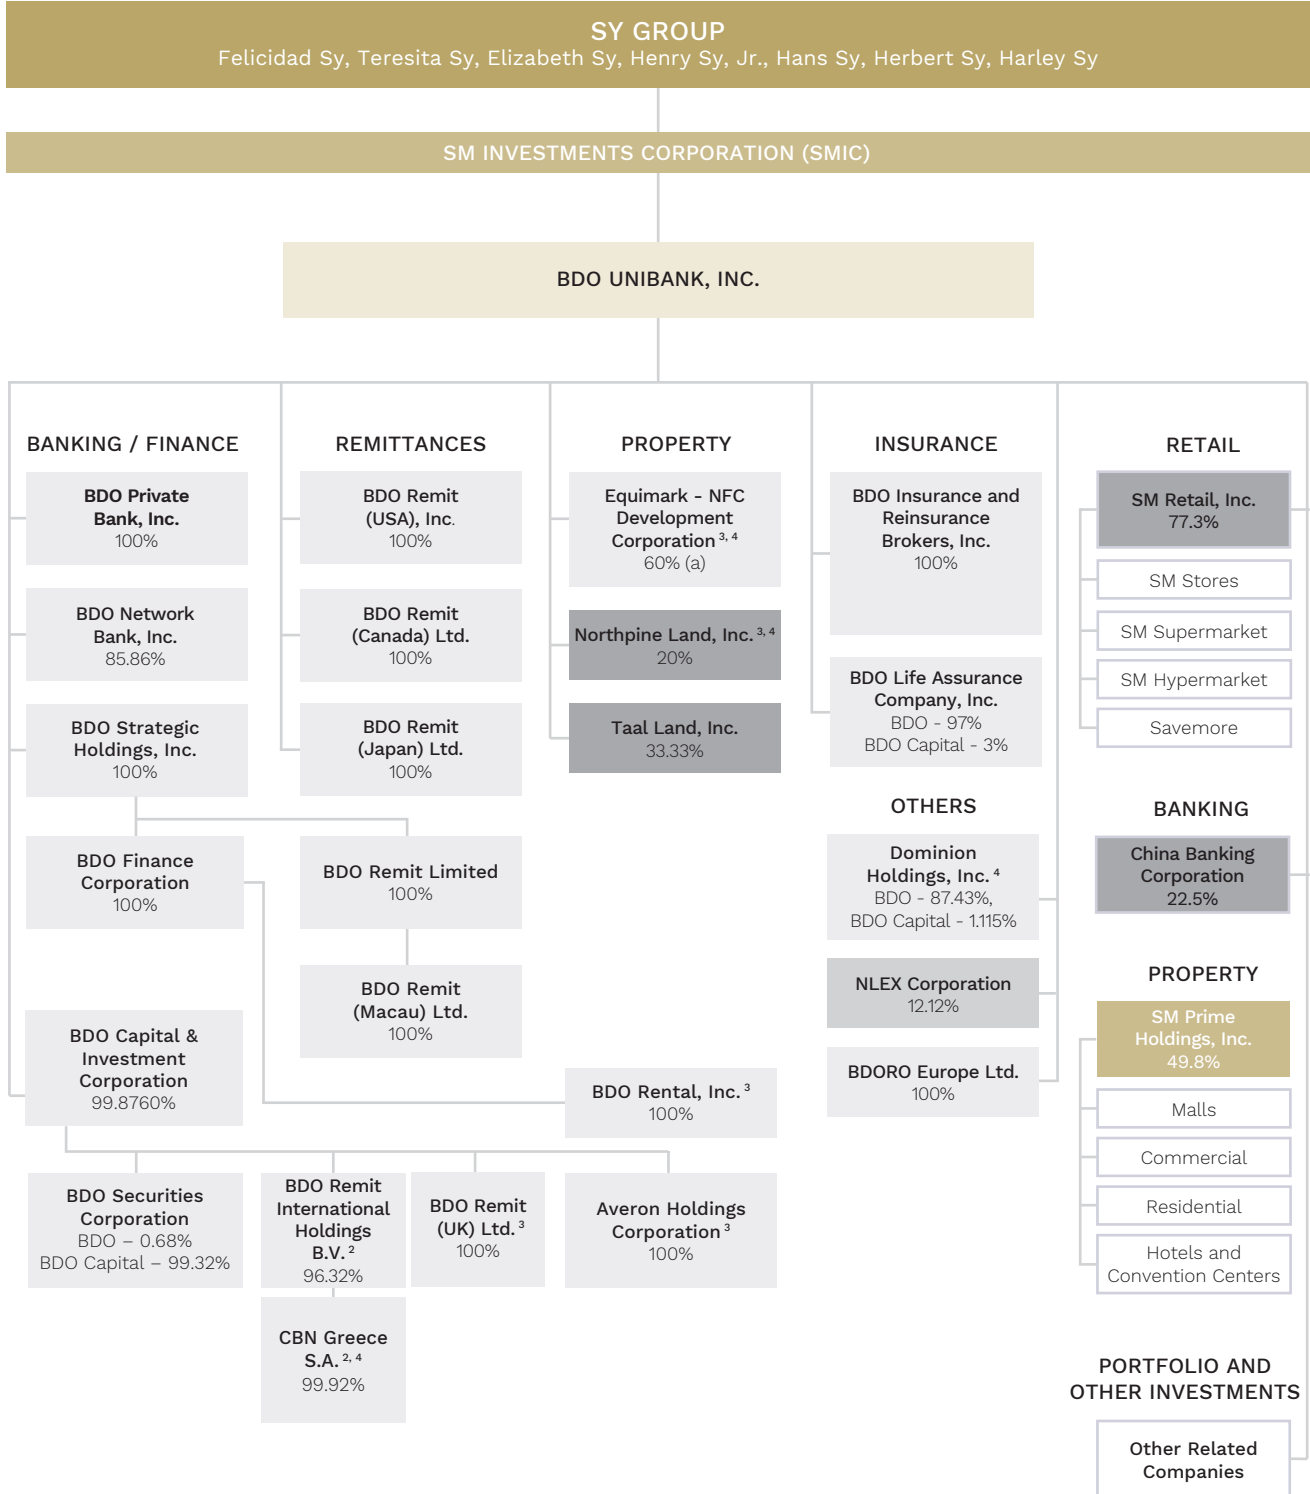 SY GROUP
Felicidad Sy, Teresita Sy, Elizabeth Sy, Henry Sy, Jr., Hans Sy, Herbert Sy, Harley Sy
SM INVESTMENTS CORPORATION (SMIC)
BDO UNIBANK, INC.
BANKING / FINANCE
BDO Private
Bank, Inc.
100%
BDO Network
Bank, Inc.
85.86%
BDO Strategic
Holdings, Inc.
100%
BDO Finance
Corporation
100%
BDO Capital &
Investment
Corporation
99.8760%
REMITTANCES
BDO Remit
(USA), Inc.
100%
BDO Remit
(Canada) Ltd.
100%
BDO Remit
(Japan) Ltd.
100%
BDO Remit Limited
100%
BDO Remit
(Macau) Ltd.
100%
PROPERTY
Equimark - NFC
Development
Corporation 3, 4
60% (a)
Northpine Land, Inc. 3, 4
20%
Taal Land, Inc.
33.33%
BDO Rental, Inc. 3
100%
BDO Securities
Corporation
BDO – 0.68%
BDO Capital – 99.32%
BDO Remit
International
Holdings
B.V. 2
96.32%
BDO Remit
(UK) Ltd. 3
100%
Averon Holdings
Corporation 3
100%
CBN Greece
S.A. 2, 4
99.92%
INSURANCE
BDO Insurance and
Reinsurance
Brokers, Inc.
100%
BDO Life Assurance
Company, Inc.
BDO - 97%
BDO Capital - 3%
OTHERS
Dominion
Holdings, Inc. 4
BDO - 87.43%,
BDO Capital - 1.115%
NLEX Corporation
12.12%
BDORO Europe Ltd.
100%
RETAIL
SM Retail, Inc.
77.3%
SM Stores
SM Supermarket
SM Hypermarket
Savemore
BANKING
China Banking
Corporation
22.5%
PROPERTY
SM Prime
Holdings, Inc.
49.8%
Malls
Commercial
Residential
Hotels and
Convention Centers
PORTFOLIO AND
OTHER INVESTMENTS
Other Related
Companies